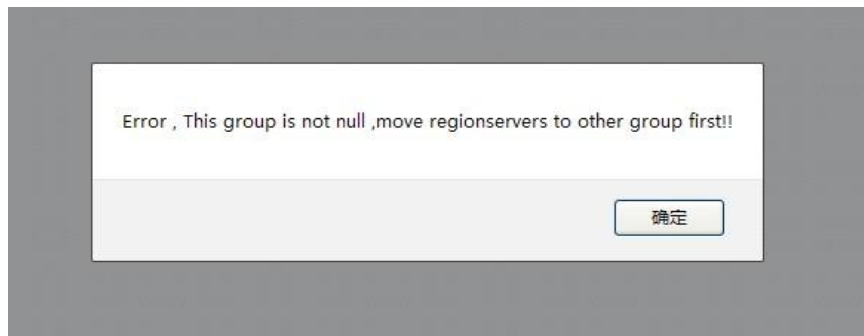 Error , This group is not null ,move regionservers to other group first!!
确定